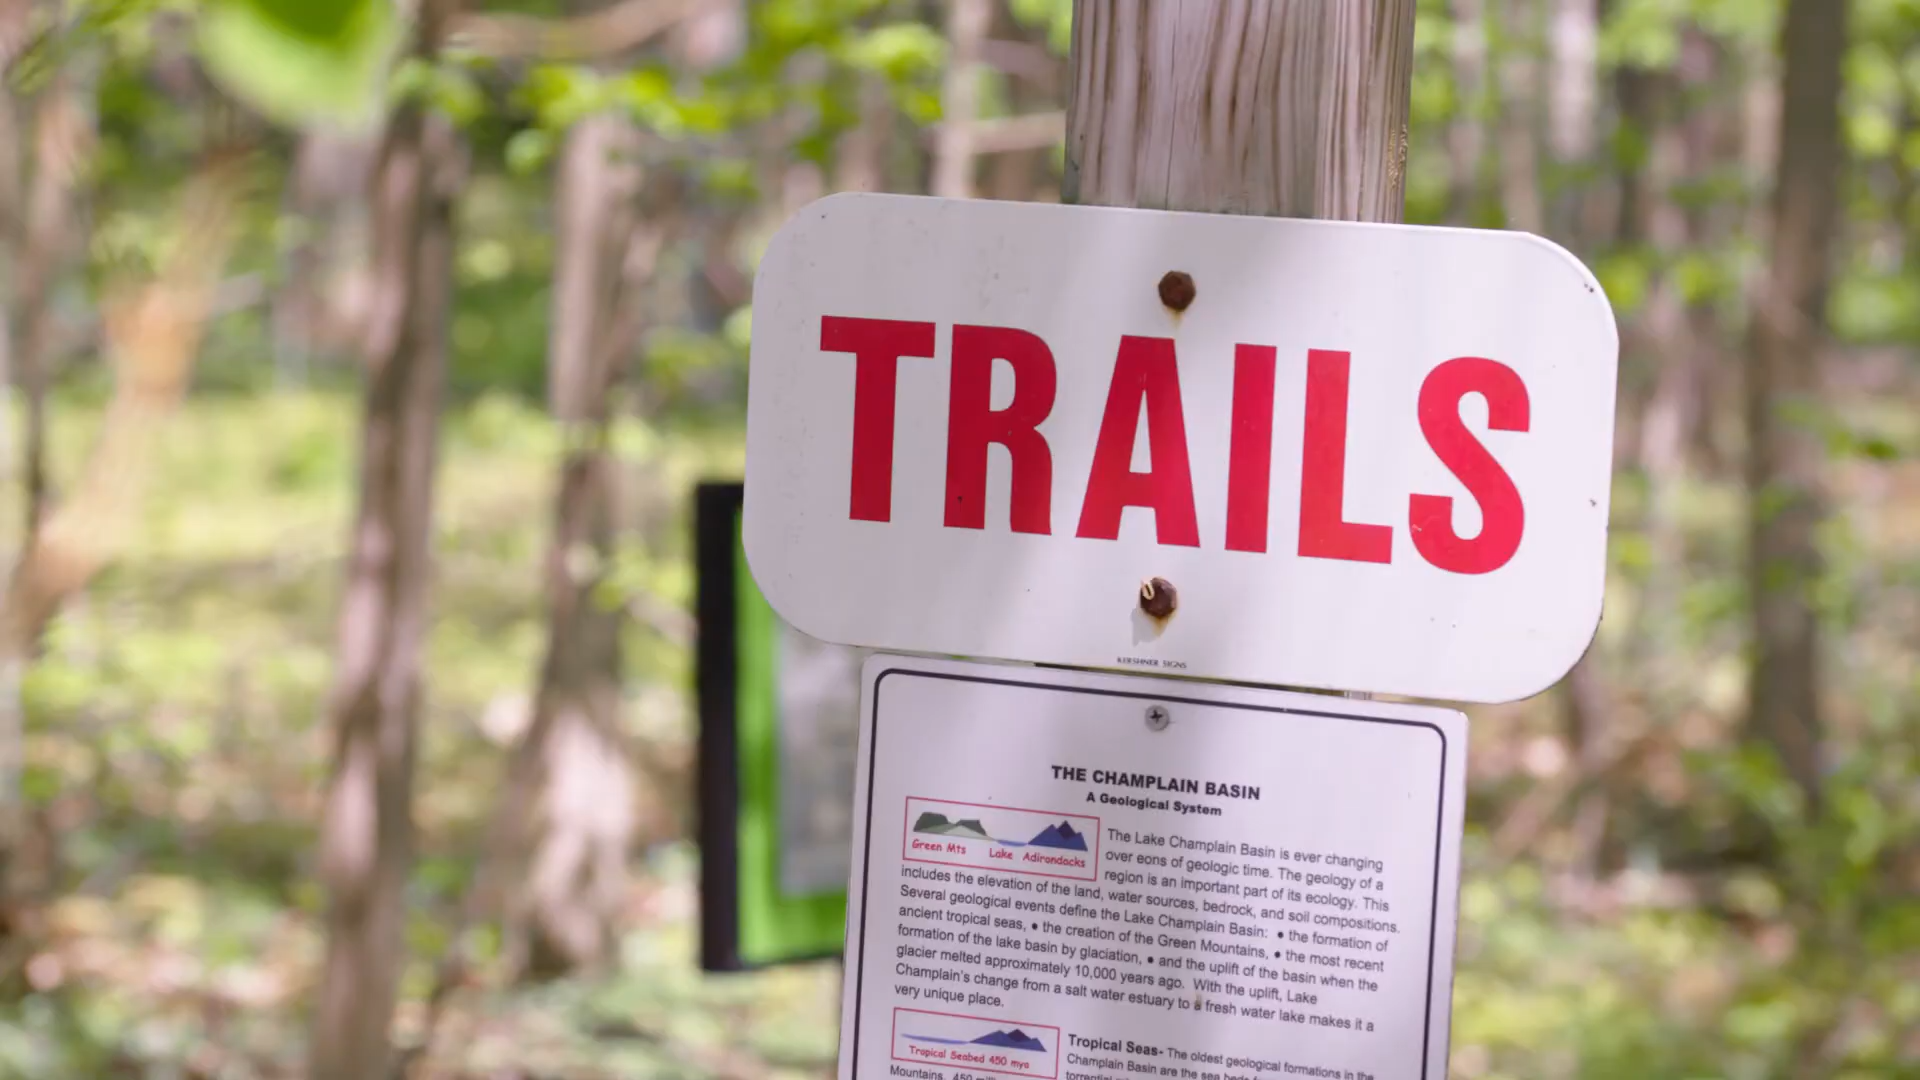 TRAILS
KERSHNER SIGNS
THE CHAMPLAIN BASIN
A Geological System
Green Mts Lake Adirondacks
The Lake Champlain Basin is ever changing
over eons of geologic time. The geology of a
region is an important part of its ecology. This
includes the elevation of the land, water sources, bedrock, and soil compositions.
Several geological events define the Lake Champlain Basin: • the formation of
ancient tropical seas, • the creation of the Green Mountains, • the most recent
formation of the lake basin by glaciation, • and the uplift of the basin when the
glacier melted approximately 10,000 years ago. With the uplift, Lake
Champlain's change from a salt water estuary to a fresh water lake makes it a
very unique place.
Tropical Seabed 450 mya
Tropical Seas- The oldest geological formations in the
Champlain Basin are the sea beds
Mountains. 450